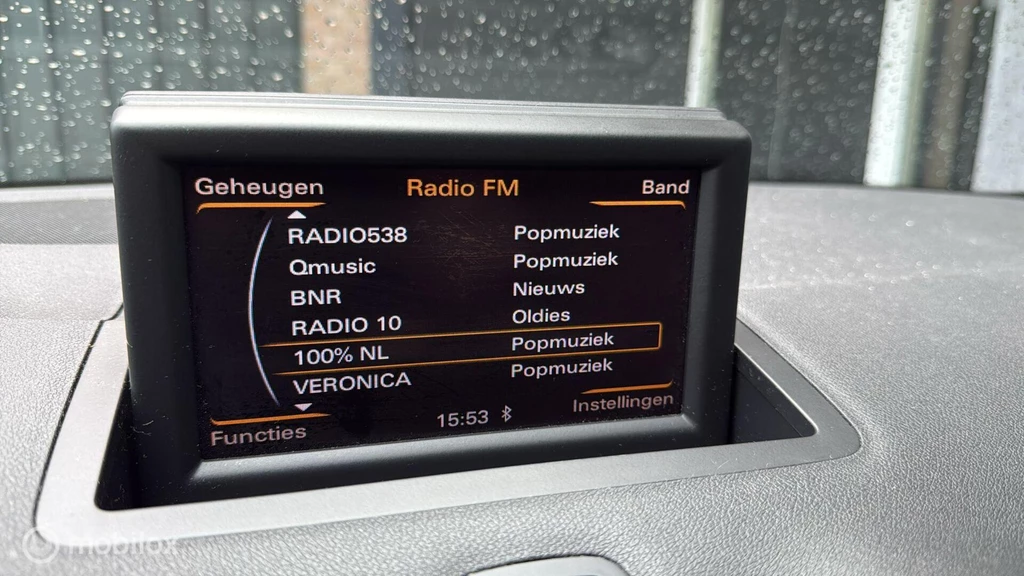 Geheugen Radio FM Band
RADIO538 Popmuziek
Qmusic Popmuziek
BNR Nieuws
RADIO 10 Oldies
100% NL Popmuziek
VERONICA Popmuziek
Functies 15:53 Instellingen
mobilox